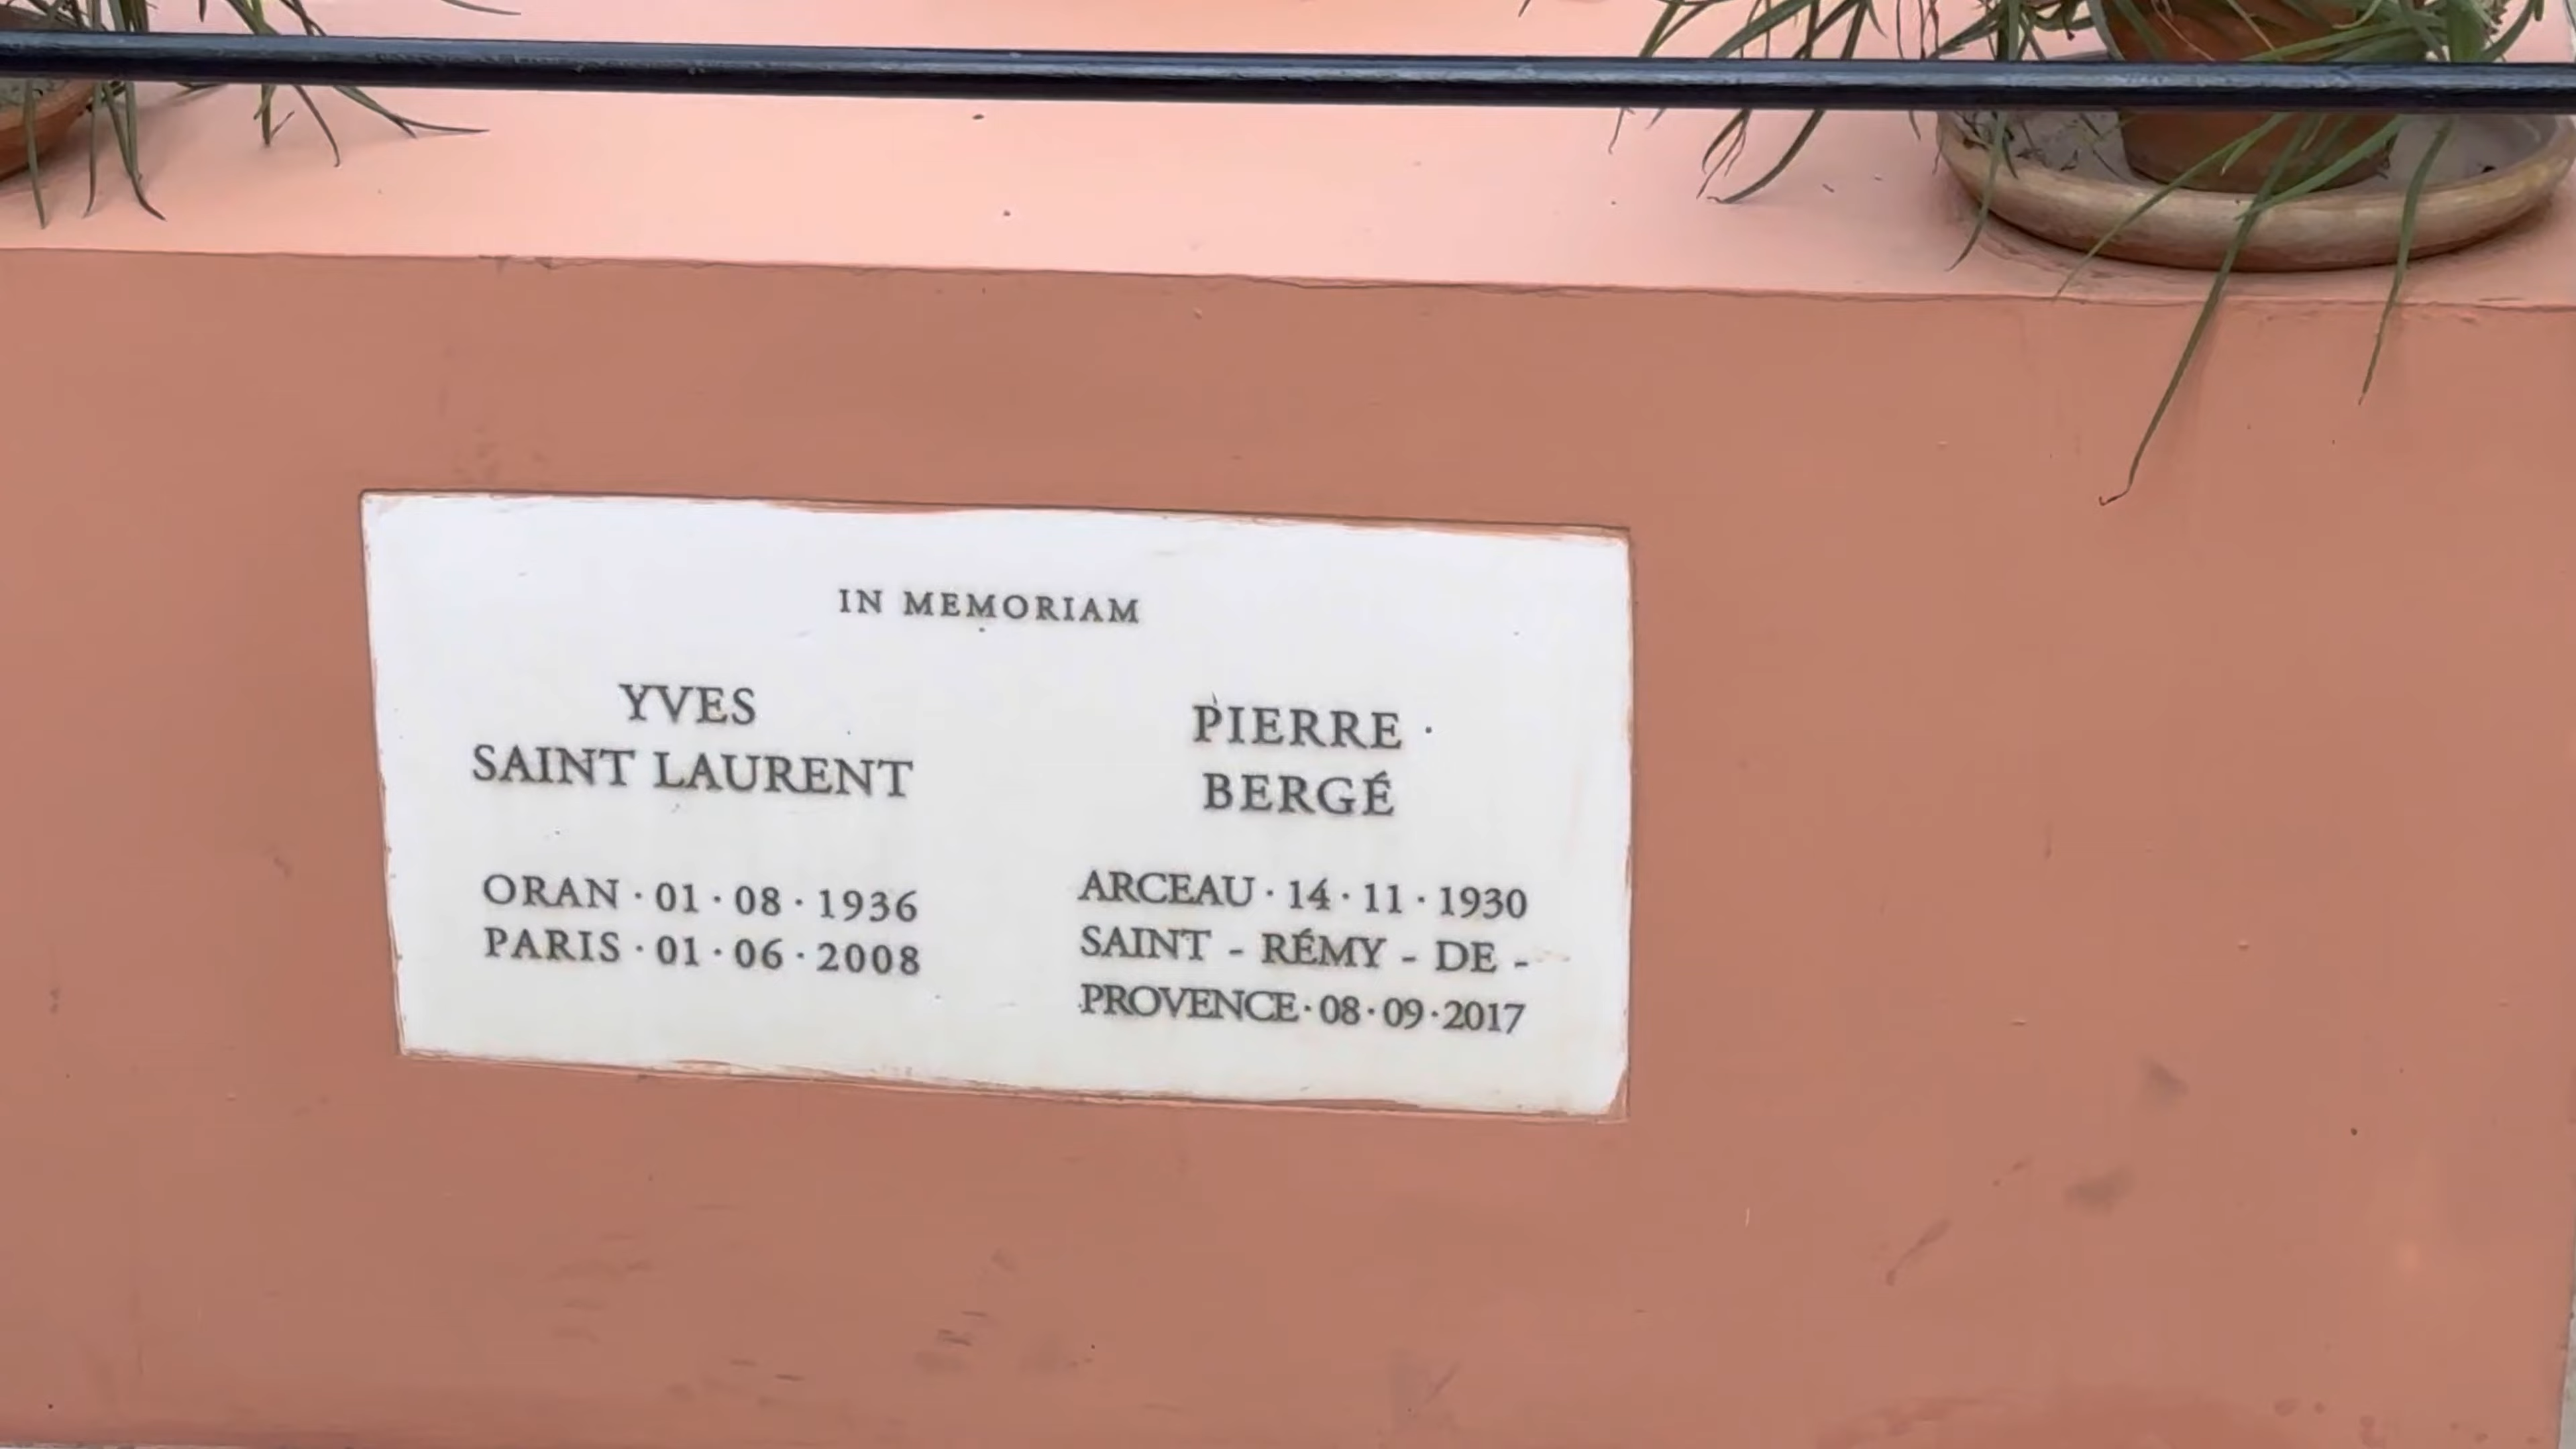 IN MEMORIAM
YVES
SAINT LAURENT
ORAN · 01 · 08 · 1936
PARIS · 01 · 06 · 2008
PIERRE
BERGÉ
ARCEAU · 14 · 11 · 1930
SAINT - RÉMY - DE -
PROVENCE · 08 · 09 · 2017